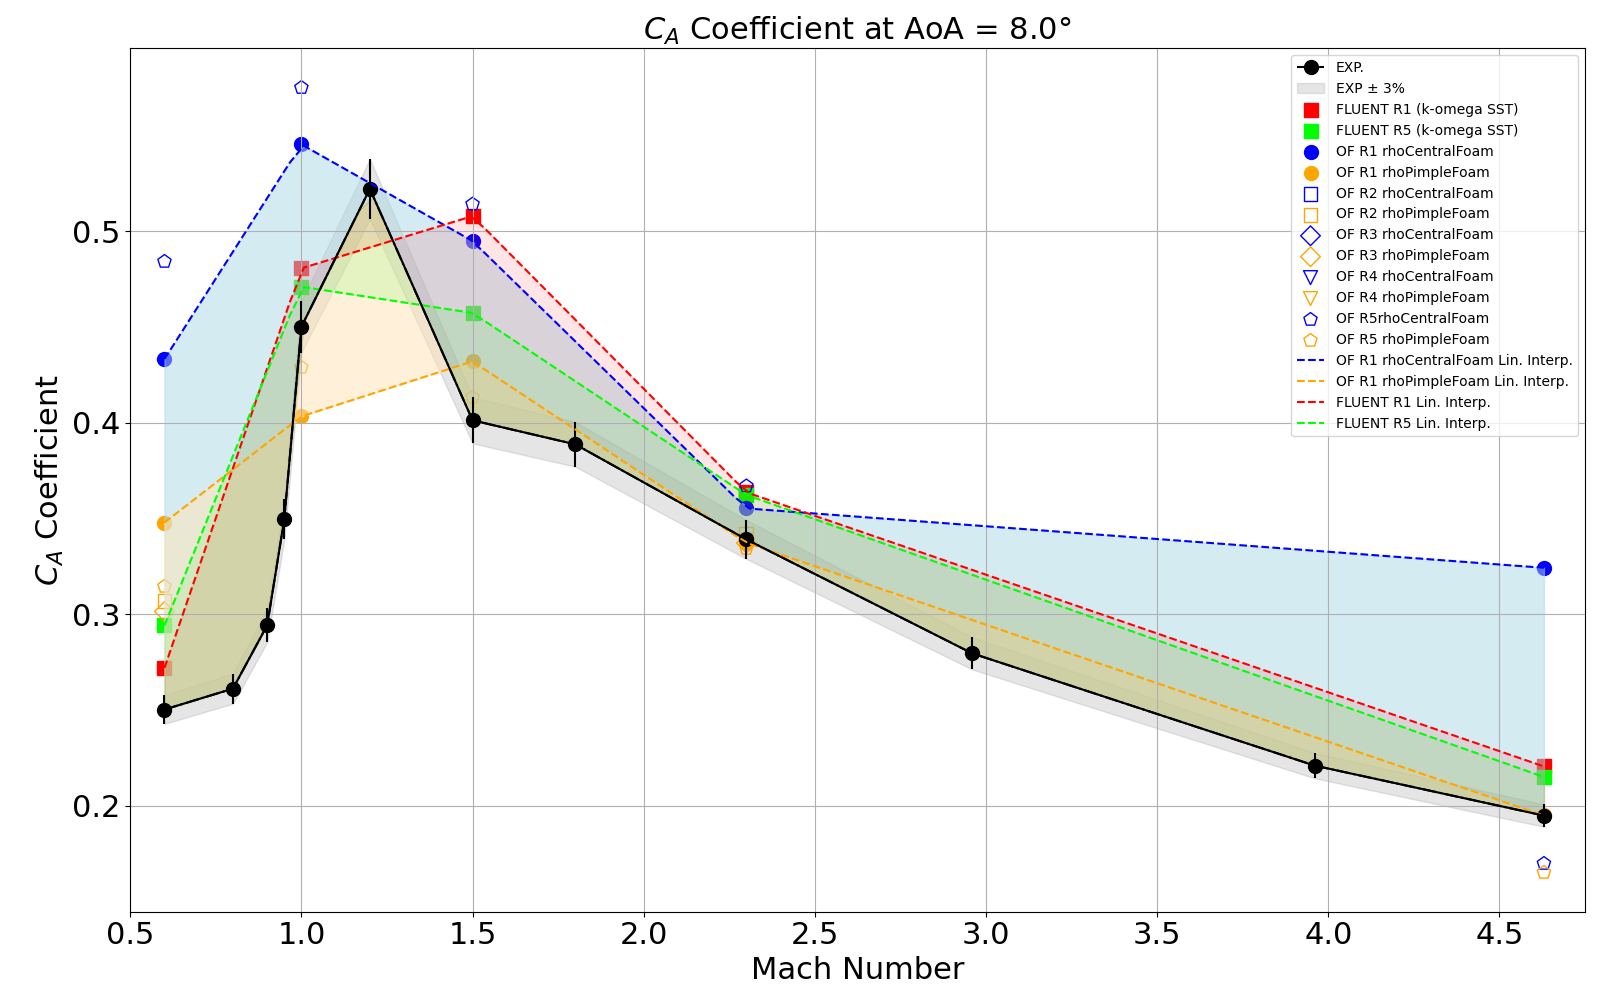 C_A Coefficient at AoA = 8.0°
C_A Coefficient
0.5
0.4
0.3
0.2
EXP.
EXP ± 3%
FLUENT R1 (k-omega SST)
FLUENT R5 (k-omega SST)
OF R1 rhoCentralFoam
OF R1 rhoPimpleFoam
OF R2 rhoCentralFoam
OF R2 rhoPimpleFoam
OF R3 rhoCentralFoam
OF R3 rhoPimpleFoam
OF R4 rhoCentralFoam
OF R4 rhoPimpleFoam
OF R5rhoCentralFoam
OF R5 rhoPimpleFoam
OF R1 rhoCentralFoam Lin. Interp.
OF R1 rhoPimpleFoam Lin. Interp.
FLUENT R1 Lin. Interp.
FLUENT R5 Lin. Interp.
0.5 1.0 1.5 2.0 2.5 3.0 3.5 4.0 4.5
Mach Number